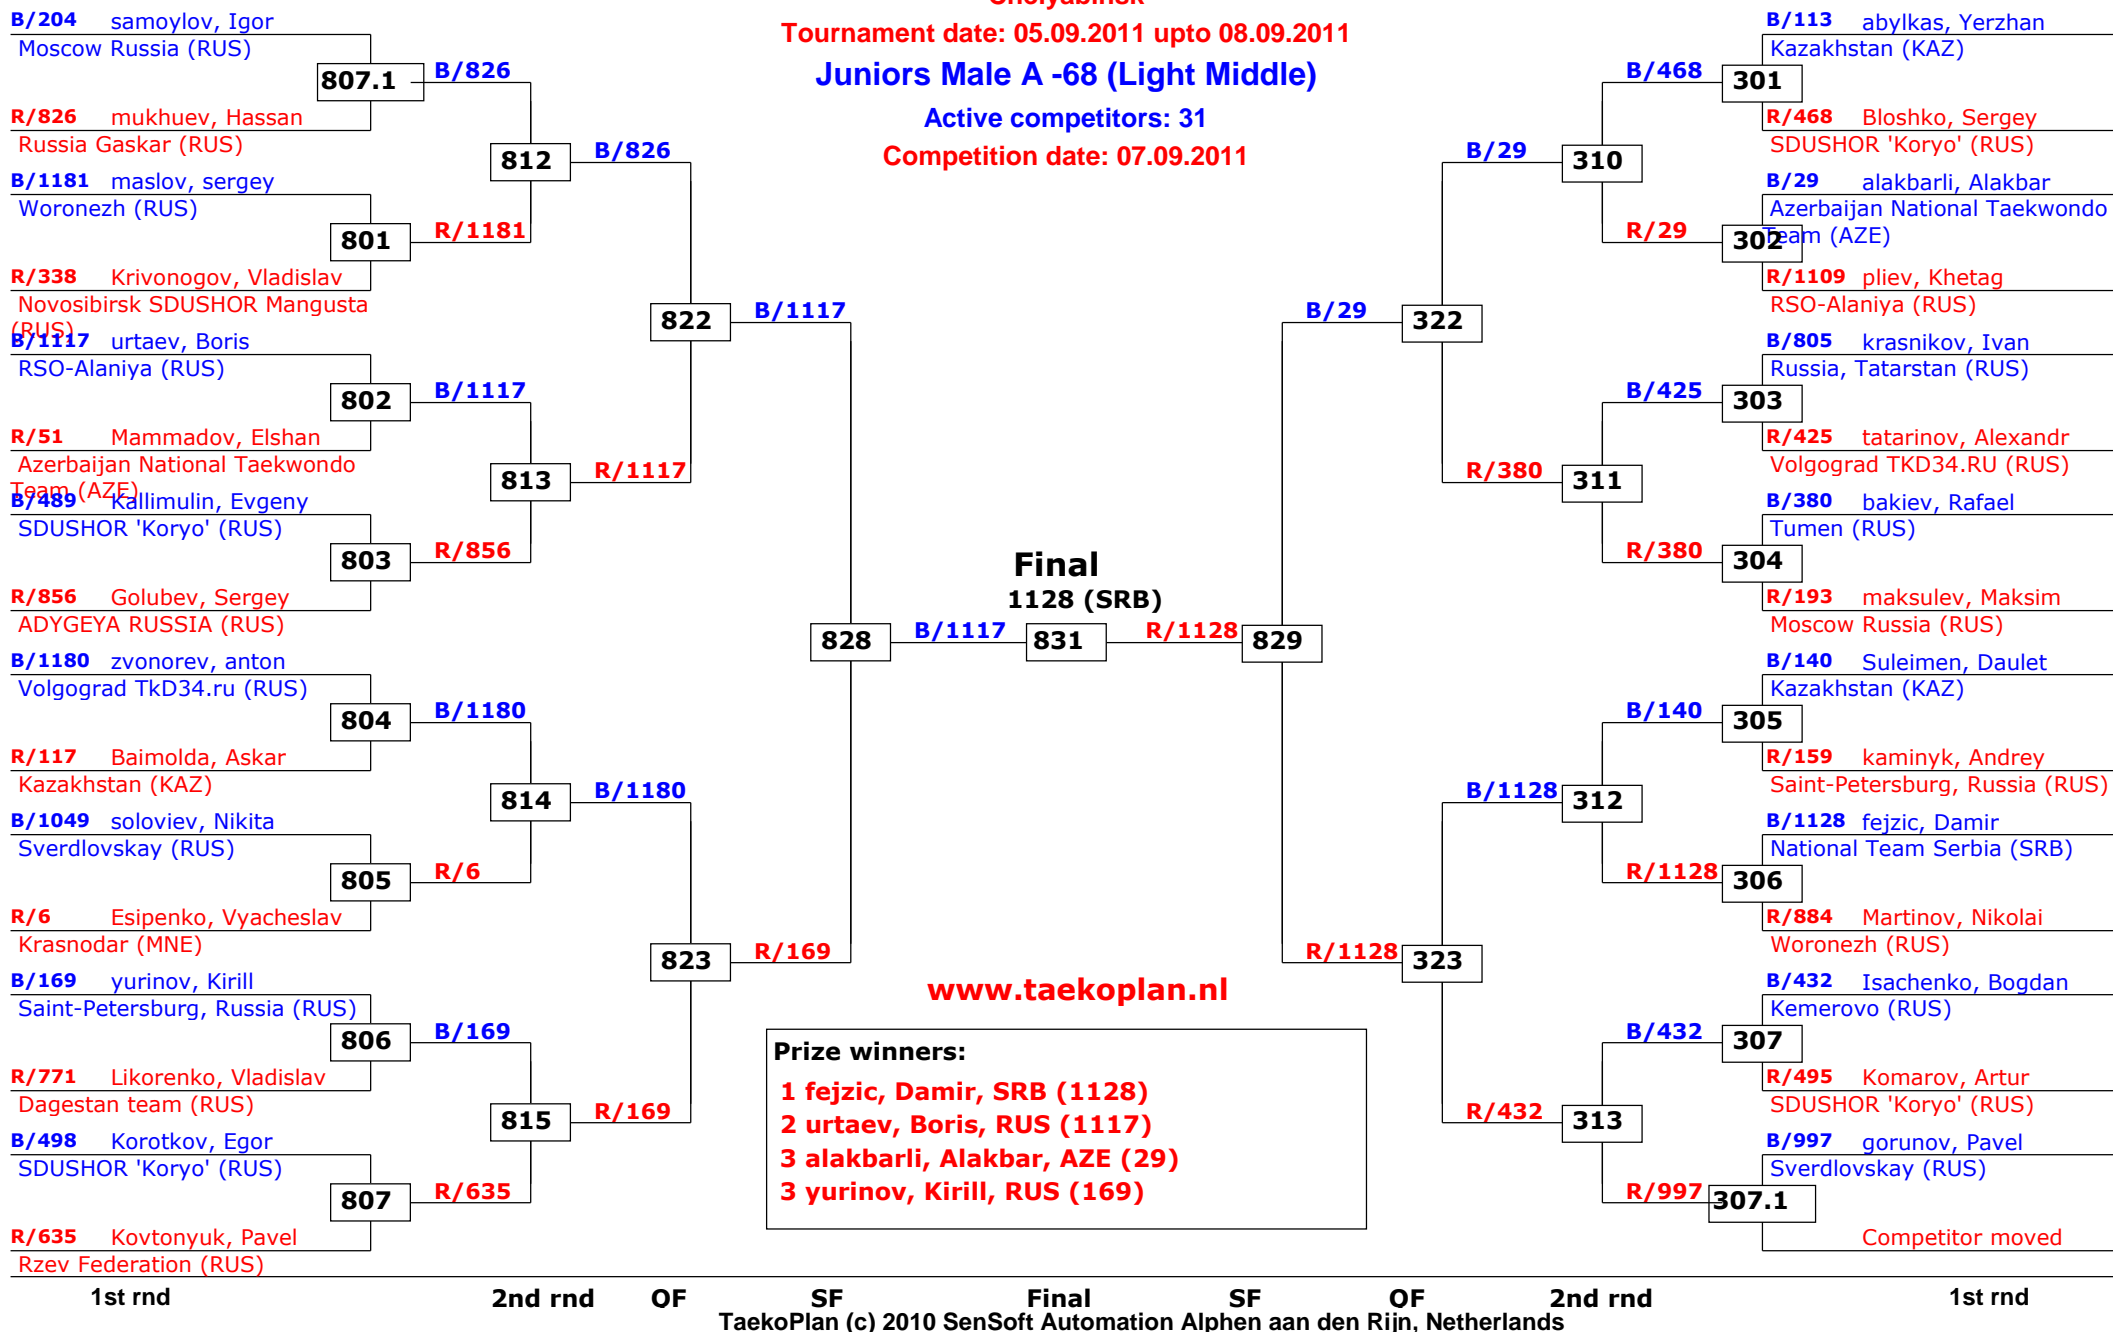 Chelyabinsk
Tournament date: 05.09.2011 upto 08.09.2011
Juniors Male A -68 (Light Middle)
Active competitors: 31
Competition date: 07.09.2011
B/204 samoylov, Igor
Moscow Russia (RUS)
807.1
R/826 mukhuev, Hassan
Russia Gaskar (RUS)
B/1181 maslov, sergey
Woronezh (RUS)
801
R/338 Krivonogov, Vladislav
Novosibirsk SDUSHOR Mangusta
(RUS)
B/1117 urtaev, Boris
RSO-Alaniya (RUS)
802
R/51 Mammadov, Elshan
Azerbaijan National Taekwondo
Team (AZE)
B/489 Kallimulin, Evgeny
SDUSHOR 'Koryo' (RUS)
803
R/856 Golubev, Sergey
ADYGEYA RUSSIA (RUS)
B/1180 zvonorev, anton
Volgograd TkD34.ru (RUS)
804
R/117 Baimolda, Askar
Kazakhstan (KAZ)
B/1049 soloviev, Nikita
Sverdlovskay (RUS)
805
R/6 Esipenko, Vyacheslav
Krasnodar (MNE)
B/169 yurinov, Kirill
Saint-Petersburg, Russia (RUS)
806
R/771 Likorenko, Vladislav
Dagestan team (RUS)
B/498 Korotkov, Egor
SDUSHOR 'Koryo' (RUS)
807
R/635 Kovtonyuk, Pavel
Rzev Federation (RUS)
B/826
812
R/1181
B/1117
813
R/856
B/1180
814
R/6
B/169
815
R/635
B/826
822
R/1117
B/1180
823
R/169
B/1117
828
R/169
Final
1128 (SRB)
B/1117 831 R/1128
B/29
829
R/1128
B/29
322
R/380
B/1128
323
R/432
B/468
310
R/29
B/425
311
R/380
B/140
312
R/1128
B/432
313
R/997
B/113 abylkas, Yerzhan
Kazakhstan (KAZ)
301
R/468 Bloshko, Sergey
SDUSHOR 'Koryo' (RUS)
B/29 alakbarli, Alakbar
Azerbaijan National Taekwondo
Team (AZE)
302
R/1109 pliev, Khetag
RSO-Alaniya (RUS)
B/805 krasnikov, Ivan
Russia, Tatarstan (RUS)
303
R/425 tatarinov, Alexandr
Volgograd TKD34.RU (RUS)
B/380 bakiev, Rafael
Tumen (RUS)
304
R/193 maksulev, Maksim
Moscow Russia (RUS)
B/140 Suleimen, Daulet
Kazakhstan (KAZ)
305
R/159 kaminyk, Andrey
Saint-Petersburg, Russia (RUS)
B/1128 fejzic, Damir
National Team Serbia (SRB)
306
R/884 Martinov, Nikolai
Woronezh (RUS)
B/432 Isachenko, Bogdan
Kemerovo (RUS)
307
R/495 Komarov, Artur
SDUSHOR 'Koryo' (RUS)
B/997 gorunov, Pavel
Sverdlovskay (RUS)
307.1
Competitor moved
www.taekoplan.nl
Prize winners:
1 fejzic, Damir, SRB (1128)
2 urtaev, Boris, RUS (1117)
3 alakbarli, Alakbar, AZE (29)
3 yurinov, Kirill, RUS (169)
1st rnd 2nd rnd QF SF Final SF QF 2nd rnd 1st rnd
TaekoPlan (c) 2010 SenSoft Automation Alphen aan den Rijn, Netherlands